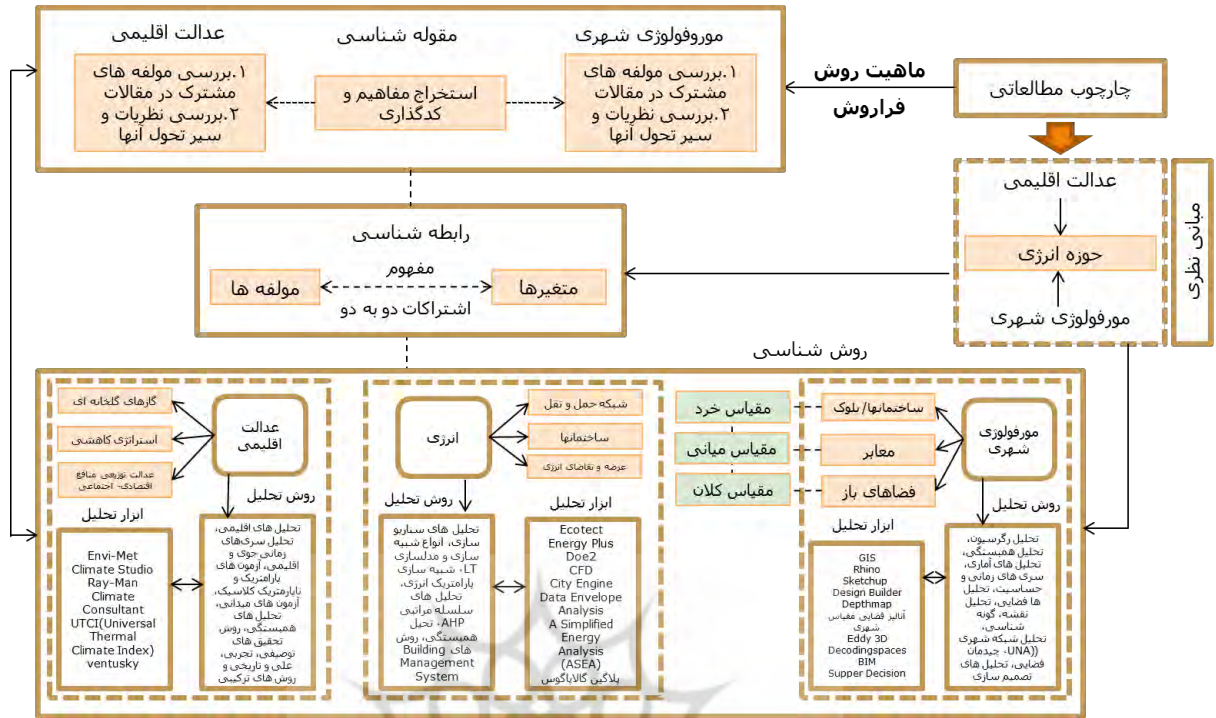 موروفولوژی شهری
مقوله شناسی
عدالت اقلیمی
۱.بررسی مولفه های
مشترک در مقالات
۲.بررسی نظریات و
سیر تحول آنها
استخراج مفاهیم و
کدگذاری
۱.بررسی مولفه های
مشترک در مقالات
۲.بررسی نظریات و
سیر تحول آنها
ماهیت روش
فراروش
چارچوب مطالعاتی
عدالت اقلیمی
حوزه انرژی
مورفولوژی شهری
مبانی نظری
رابطه شناسی
متغیرها
مفهوم
اشتراکات دو به دو
مولفه ها
روش شناسی
مورفولوژی
شهری
ساختمانها/ بلوک
معابر
فضاهای باز
مقیاس خرد
مقیاس میانی
مقیاس کلان
روش تحلیل
تحلیل رگرسیون،
تحلیل همبستگی،
تحلیل های آماری،
سری های زمانی و
حساسیت، تحلیل
ها فضایی، تحلیل
نقشه، گونه
شناسی،
تحلیل شبکه شهری
(UNA)، چیدمان
فضایی، تحلیل های
تصمیم سازی
ابزار تحلیل
GIS
Rhino
Sketchup
Design Builder
Depthmap
آنالیز فضایی مقیاس
شهری
Eddy 3D
Decodingspaces
BIM
Supper Decision
انرژی
شبکه حمل و نقل
ساختمانها
عرضه و تقاضای انرژی
ابزار تحلیل
Ecotect
Energy Plus
Doe2
CFD
City Engine
Data Envelope
Analysis
A Simplified
Energy
Analysis
(ASEA)
پلاگین گالاپاگوس
روش تحلیل
تحلیل های سناریو
سازی، انواع شبیه
سازی و مدلسازی
LT، شبیه سازی
پارامتریک انرژی،
تحلیل های
سلسله مراتبی
AHP، تحیل
همبستگی، روش
های Building
Management
System
عدالت
اقلیمی
گازهای گلخانه ای
استراتژی کاهشی
عدالت توزیعی منافع
اقتصادی- اجتماعی
روش تحلیل
تحلیل های اقلیمی،
تحلیل سری‌های
زمانی جوی و
اقلیمی، آزمون های
پارامتریک و
ناپارمتریک کلاسیک،
آزمون های میدانی،
تحلیل های
همبستگی، روش
تحقیق های
توصیفی، تجربی،
علی و تاریخی و
روش های ترکیبی
ابزار تحلیل
Envi-Met
Climate Studio
Ray-Man
Climate
Consultant
UTCI(Universal
Thermal
Climate Index)
ventusky